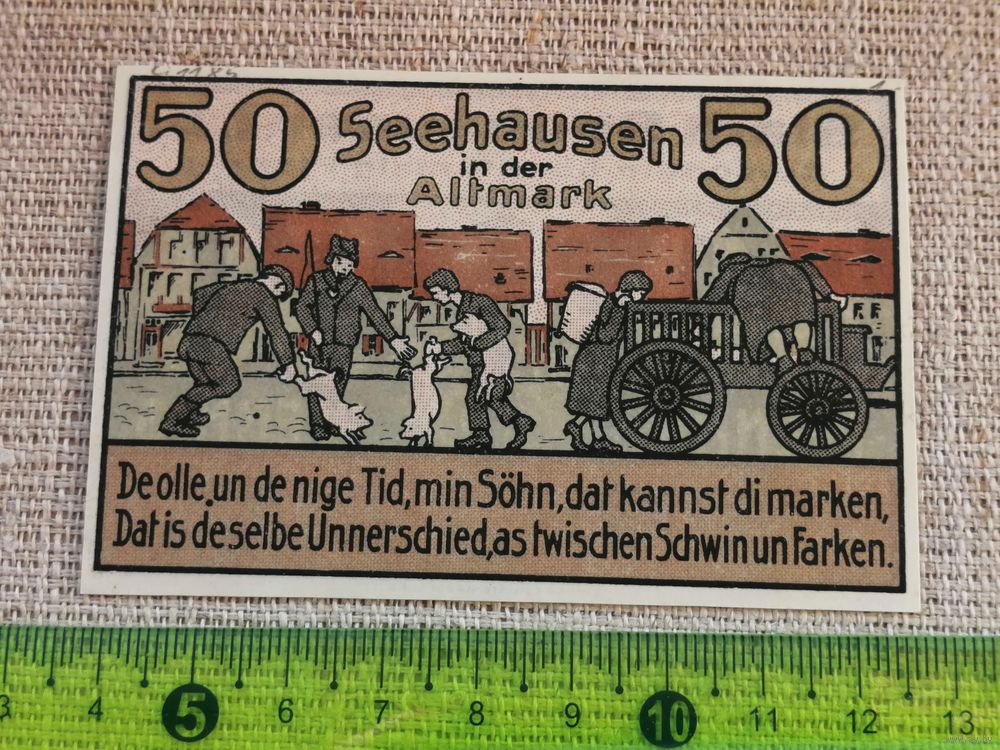 50 Seehausen 50
in der
Altmark
De olle, un de nige Tid, min Söhn, dat kannst di marken,
Dat is deselbe Unnerschied, as twischen Schwin un Farken.
3 4 5 6 7 8 9 10 11 12 13